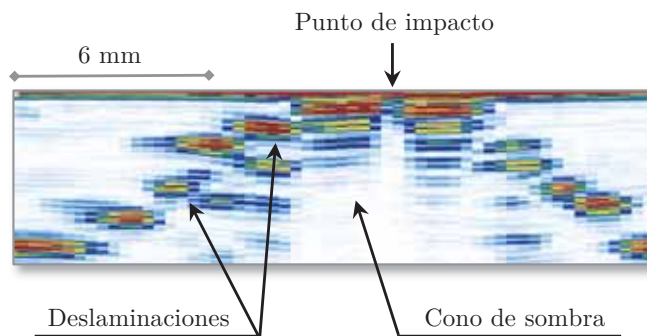 Punto de impacto
6 mm
Deslaminaciones
Cono de sombra